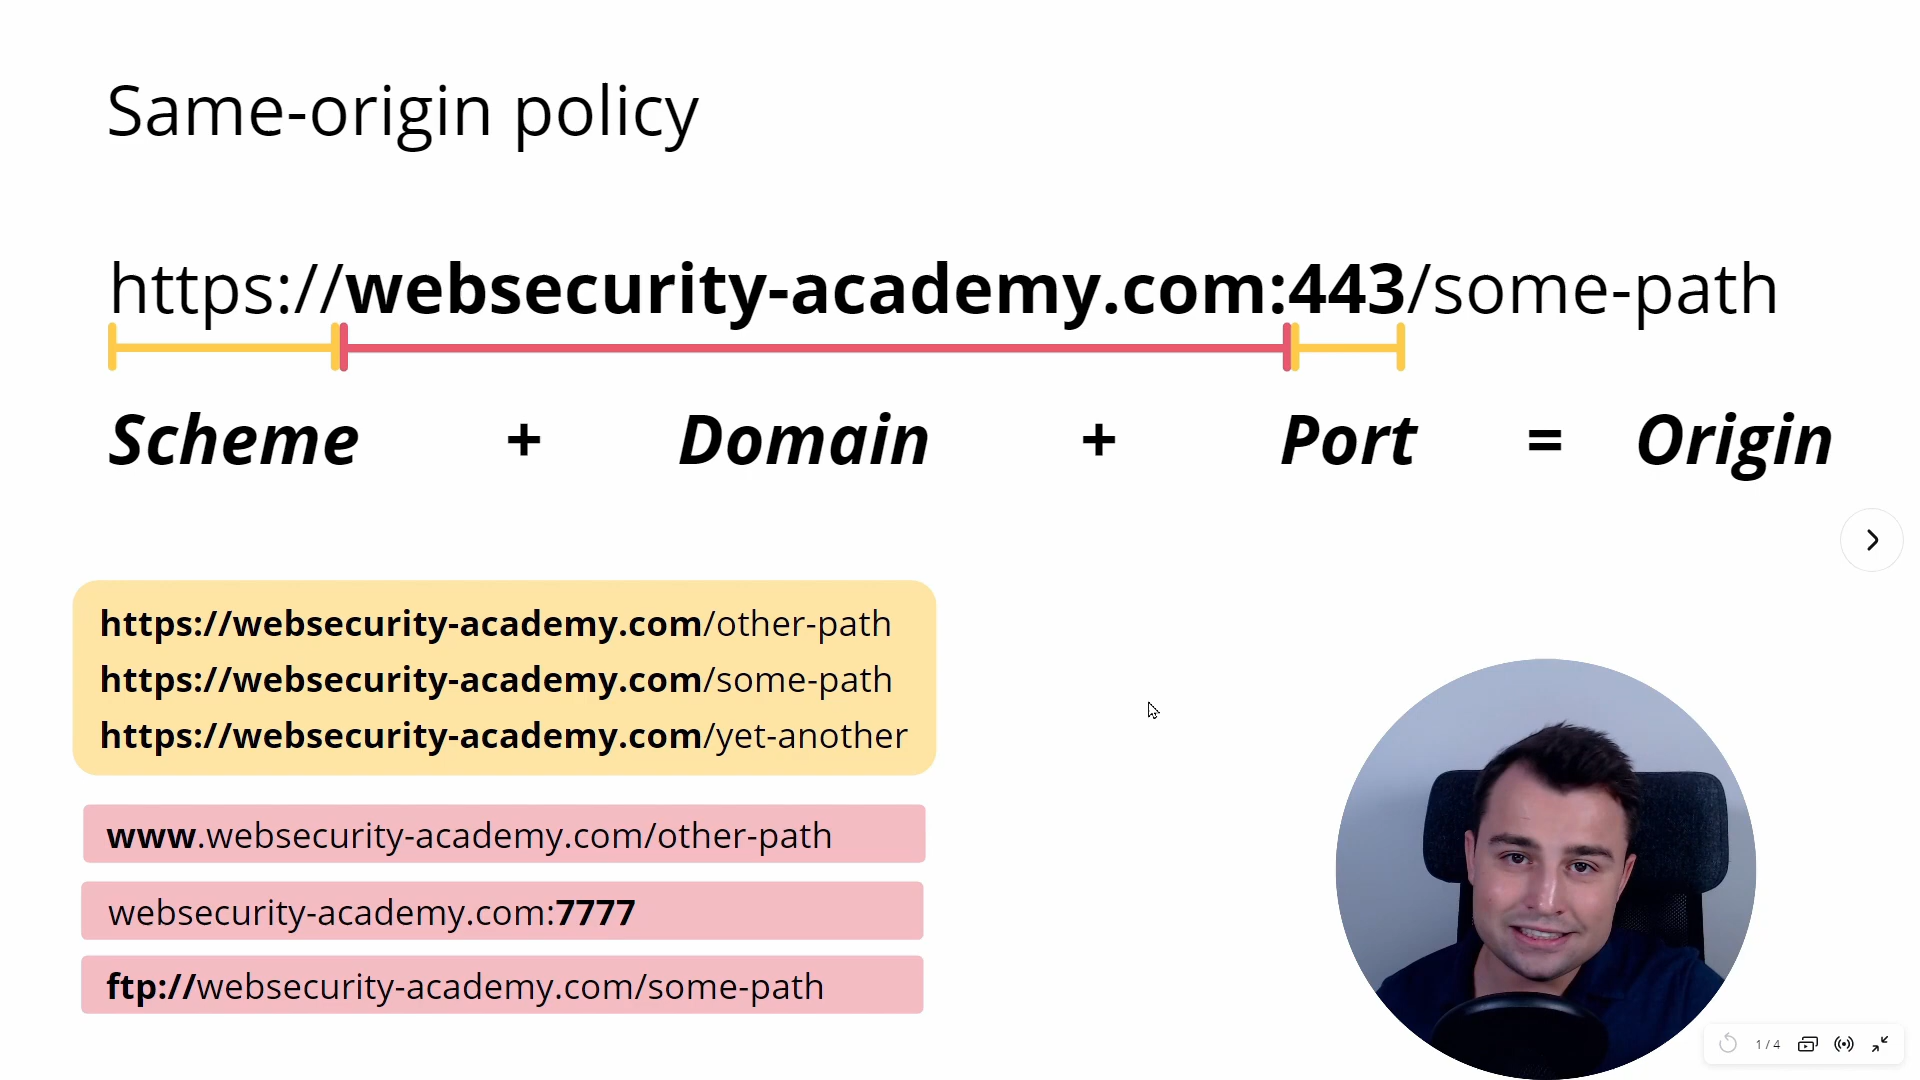 Same-origin policy
https://websecurity-academy.com:443/some-path
Scheme + Domain + Port = Origin
https://websecurity-academy.com/other-path
https://websecurity-academy.com/some-path
https://websecurity-academy.com/yet-another
www.websecurity-academy.com/other-path
websecurity-academy.com:7777
ftp://websecurity-academy.com/some-path
1 / 4